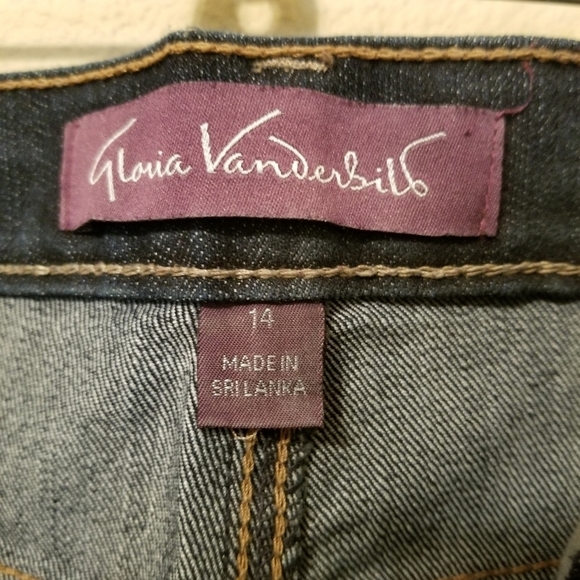 Gloria Vanderbilt
14
MADE IN
SRI LANKA